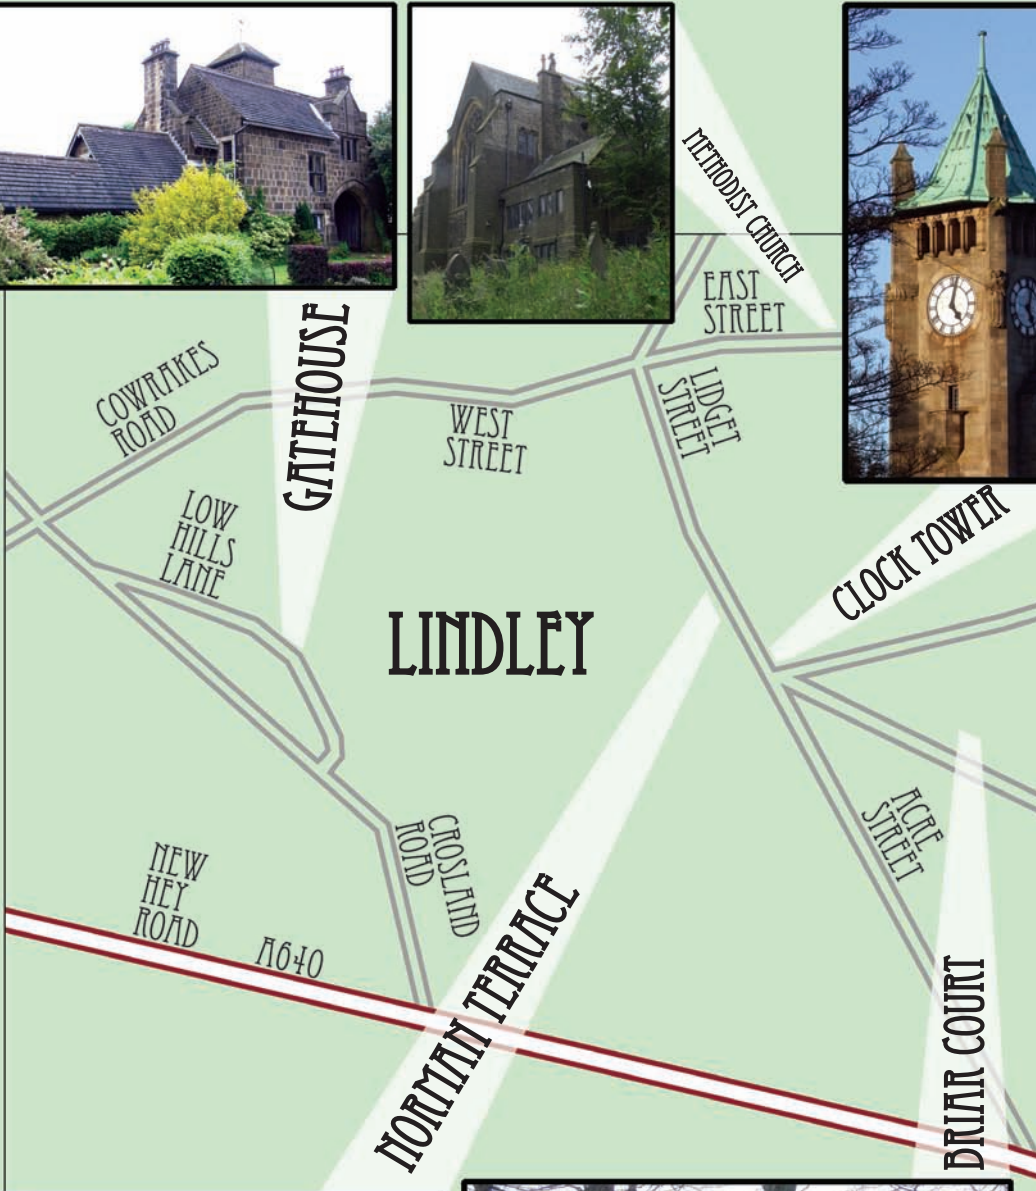 METHODIST CHURCH
EAST
STREET
GATEHOUSE
COWRAKES
ROAD
WEST
STREET
LIDGET
STREET
LOW
HILLS
LANE
CLOCK TOWER
LINDLEY
ACRE
STREET
CROSLAND
ROAD
NEW
HEY
ROAD
A640
NORMAN TERRACE
BRIAR COURT